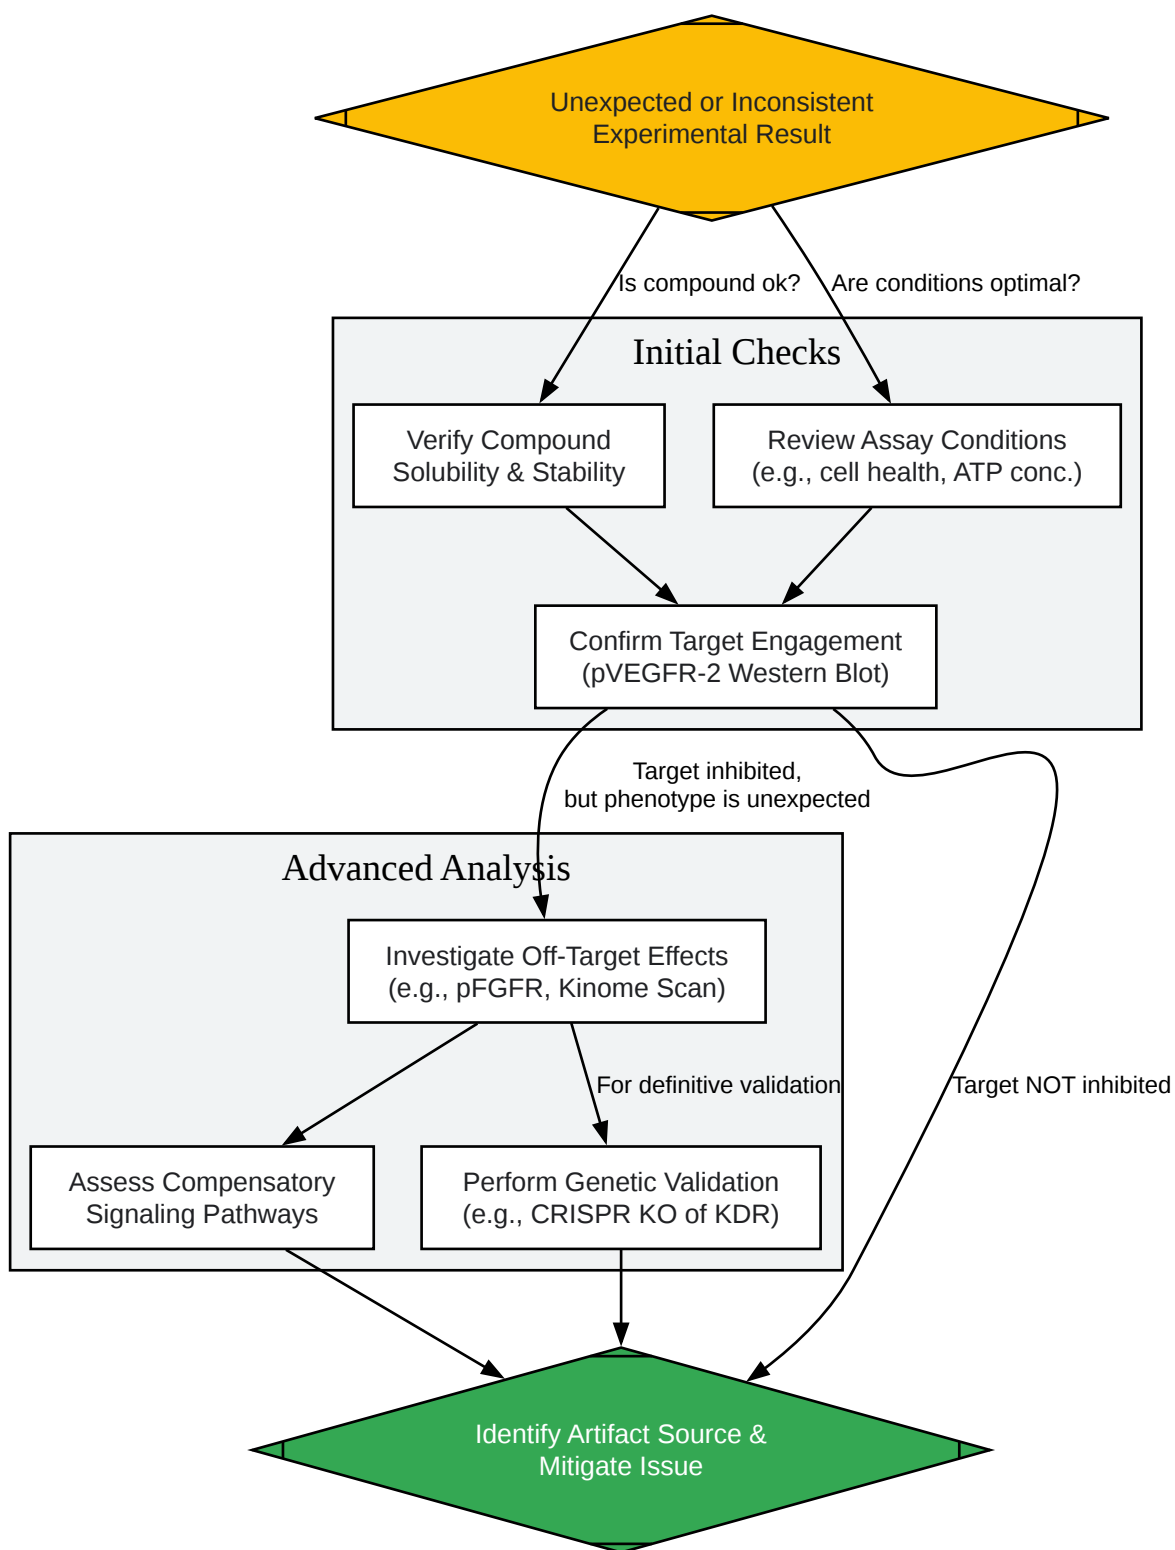 Unexpected or Inconsistent
Experimental Result
Is compound ok?
Are conditions optimal?
Initial Checks
Verify Compound
Solubility & Stability
Review Assay Conditions
(e.g., cell health, ATP conc.)
Confirm Target Engagement
(pVEGFR-2 Western Blot)
Target inhibited,
but phenotype is unexpected
Advanced Analysis
Investigate Off-Target Effects
(e.g., pFGFR, Kinome Scan)
For definitive validation
Target NOT inhibited
Assess Compensatory
Signaling Pathways
Perform Genetic Validation
(e.g., CRISPR KO of KDR)
Identify Artifact Source &
Mitigate Issue